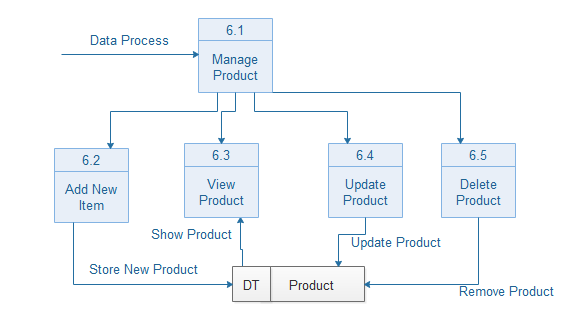 6.1
Data Process
Manage
Product
6.2
6.3
6.4
6.5
Add New
Item
View
Product
Update
Product
Delete
Product
Show Product
Update Product
Store New Product
DT
Product
Remove Product